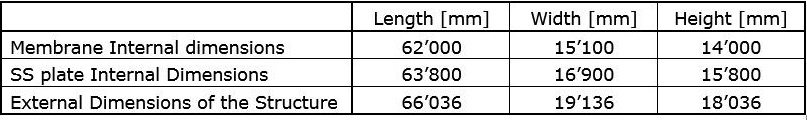 Length [mm] Width [mm] Height [mm]
Membrane Internal dimensions 62’000 15’100 14’000
SS plate Internal Dimensions 63’800 16’900 15’800
External Dimensions of the Structure 66’036 19’136 18’036